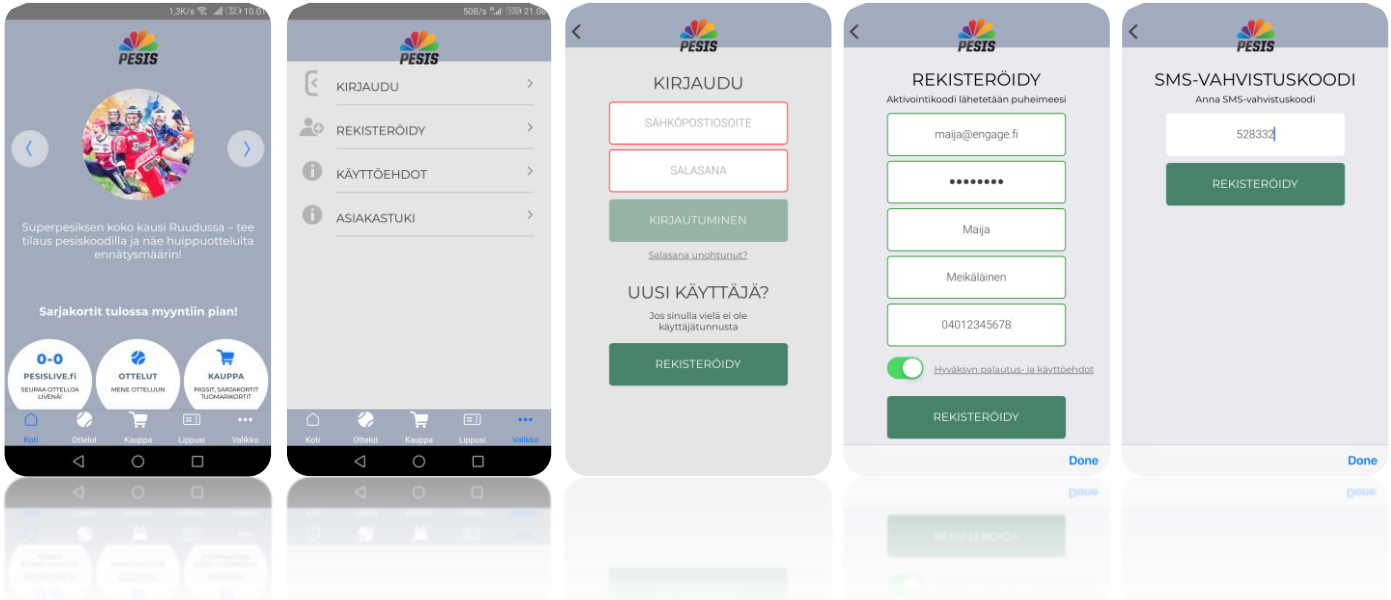 1,3K/s 10.01
PESIS
Superpesiksen koko kausi Ruudussa – tee
tilaus pesiskoodilla ja näe huippuotteluita
ennätysmäärin!
Sarjakortit tulossa myyntiin pian!
0-0
PESISLIVE.fi
SEURAA OTTELUJA
LIVENÄ!
OTTELUT
MENE OTTELUUN
KAUPPA
PASSIT, SARJAKORTIT
TUOMARIKORTIT
Koti Ottelut Kauppa Lippusi Valikko
50B/s 21.08
PESIS
KIRJAUDU
REKISTERÖIDY
KÄYTTÖEHDOT
ASIAKASTUKI
Koti Ottelut Kauppa Lippusi Valikko
PESIS
KIRJAUDU
SÄHKÖPOSTIOSOITE
SALASANA
KIRJAUTUMINEN
Salasana unohtunut?
UUSI KÄYTTÄJÄ?
Jos sinulla vielä ei ole
käyttäjätunnusta
REKISTERÖIDY
PESIS
REKISTERÖIDY
Aktivointikoodi lähetetään puheimeesi
maija@engage.fi
••••••••
Maija
Meikäläinen
04012345678
Hyväksyn palautus- ja käyttöehdot
REKISTERÖIDY
Done
PESIS
SMS-VAHVISTUSKOODI
Anna SMS-vahvistuskoodi
528332
REKISTERÖIDY
Done